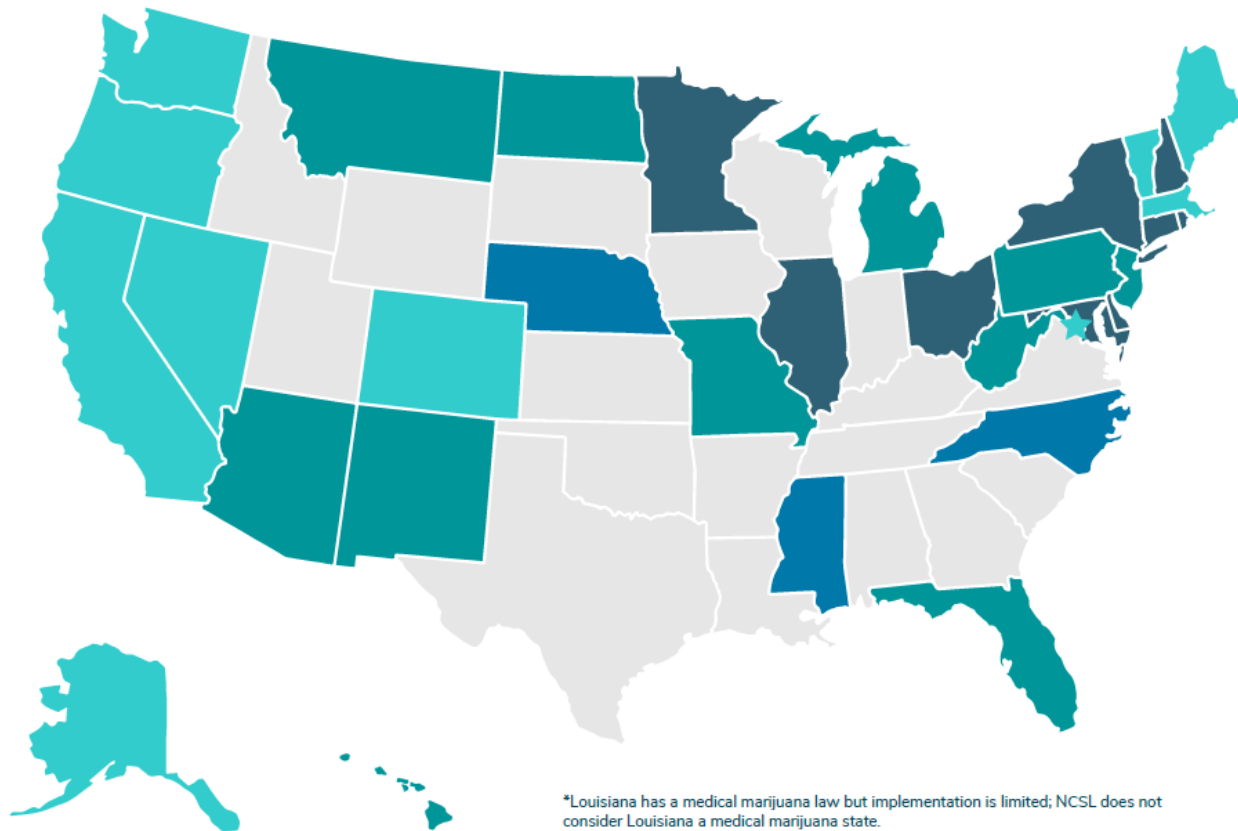 *Louisiana has a medical marijuana law but implementation is limited; NCSL does not
consider Louisiana a medical marijuana state.